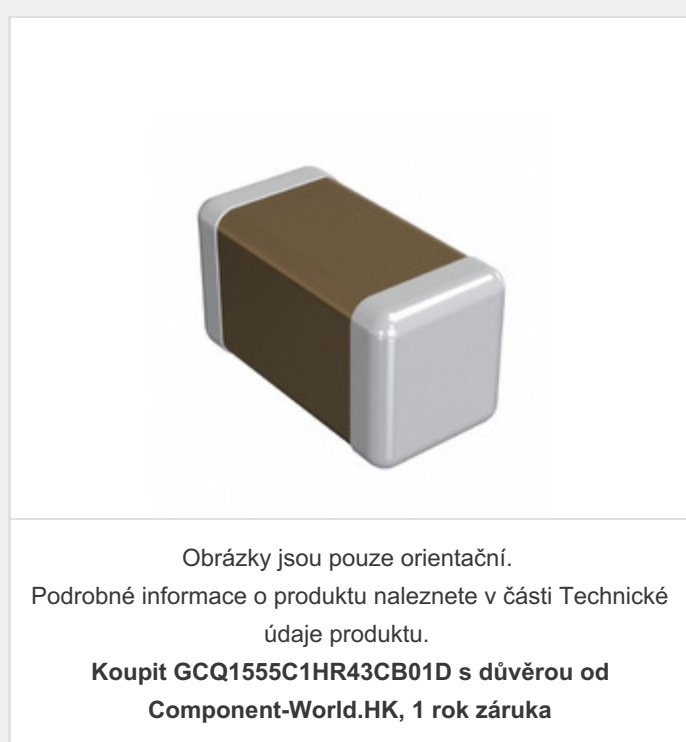 Obrázky jsou pouze orientační.
Podrobné informace o produktu naleznete v části Technické
údaje produktu.
Koupit GCQ1555C1HR43CB01D s důvěrou od
Component-World.HK, 1 rok záruka